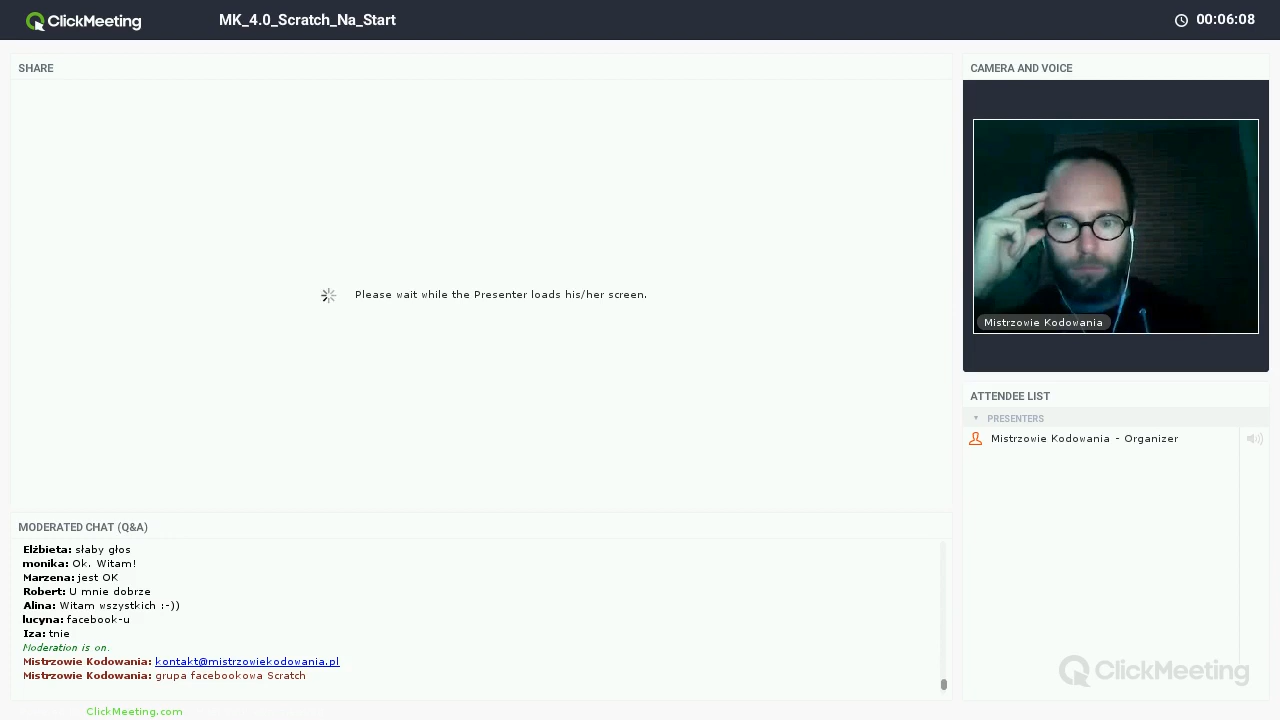 ClickMeeting
MK_4.0_Scratch_Na_Start
00:06:08
SHARE
Please wait while the Presenter loads his/her screen.
CAMERA AND VOICE
Mistrzowie Kodowania
ATTENDEE LIST
PRESENTERS
Mistrzowie Kodowania - Organizer
MODERATED CHAT (Q&A)
Elżbieta: słaby głos
monika: Ok. Witam!
Marzena: jest OK
Robert: U mnie dobrze
Alina: Witam wszystkich :-))
lucyna: facebook-u
Iza: tnie
Moderation is on.
Mistrzowie Kodowania: kontakt@mistrzowiekodowania.pl
Mistrzowie Kodowania: grupa facebookowa Scratch
ClickMeeting
ClickMeeting.com